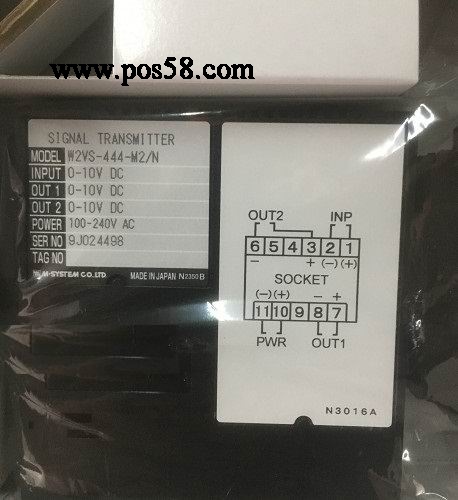 www.pos58.com
SIGNAL TRANSMITTER
MODEL W2VS-444-M2/N
INPUT 0-10V DC
OUT 1 0-10V DC
OUT 2 0-10V DC
POWER 100-240V AC
SER NO 9J024498
TAG NO
M-SYSTEM CO.,LTD. MADE IN JAPAN N2350B
OUT2 INP
6 5 4 3 2 1
− + (−) (+)
SOCKET
(−) (+) − +
11 10 9 8 7
PWR OUT1
N3016A